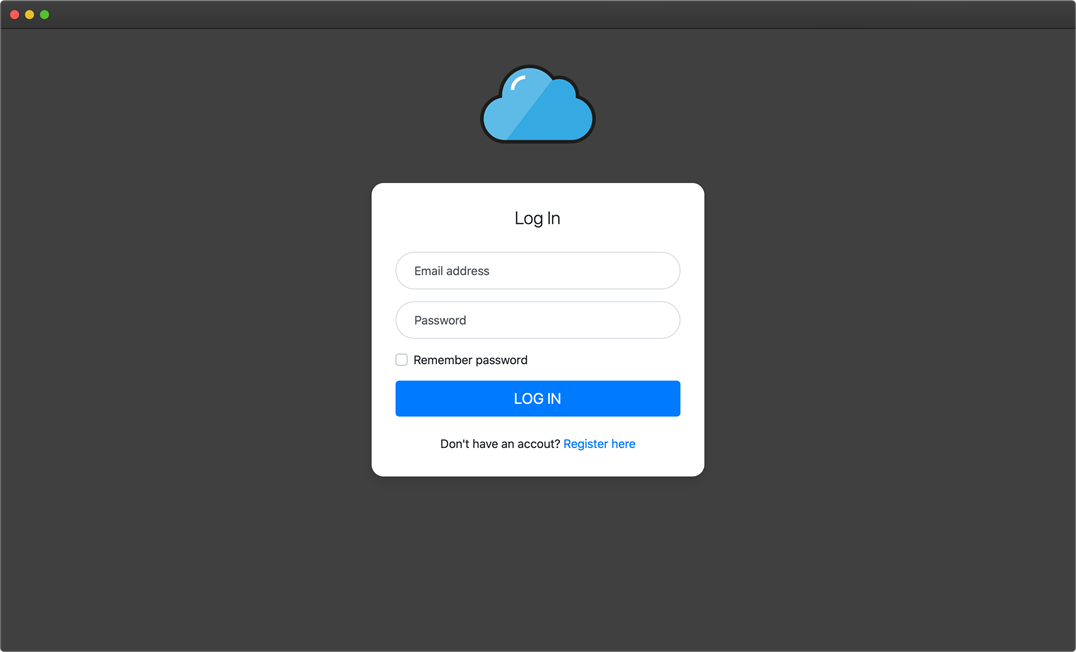 Log In
Email address
Password
Remember password
LOG IN
Don't have an accout? Register here